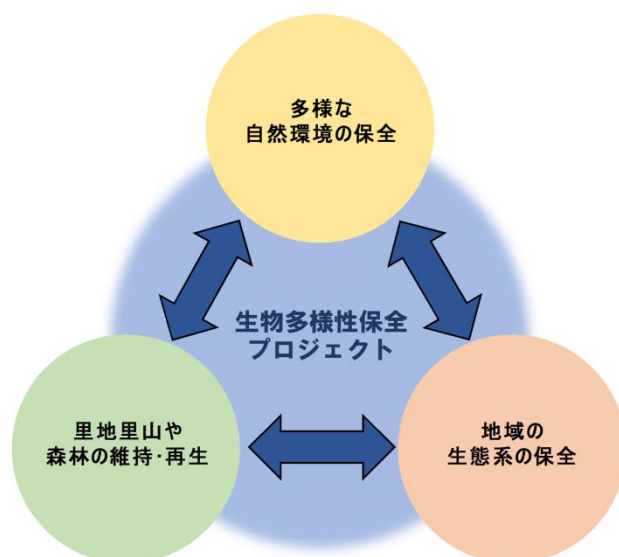 多様な
自然環境の保全
生物多様性保全
プロジェクト
里地里山や
森林の維持･再生
地域の
生態系の保全